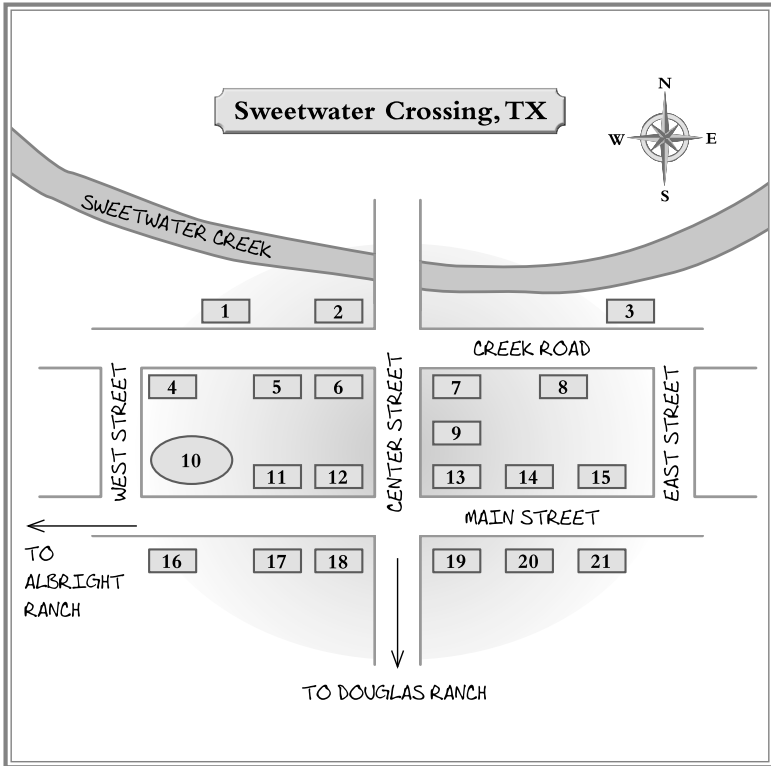 Sweetwater Crossing, TX
N
W
E
S
SWEETWATER CREEK
1
2
3
CREEK ROAD
WEST STREET
CENTER STREET
EAST STREET
4
5
6
7
8
9
10
11
12
13
14
15
MAIN STREET
TO
ALBRIGHT
RANCH
16
17
18
19
20
21
TO DOUGLAS RANCH